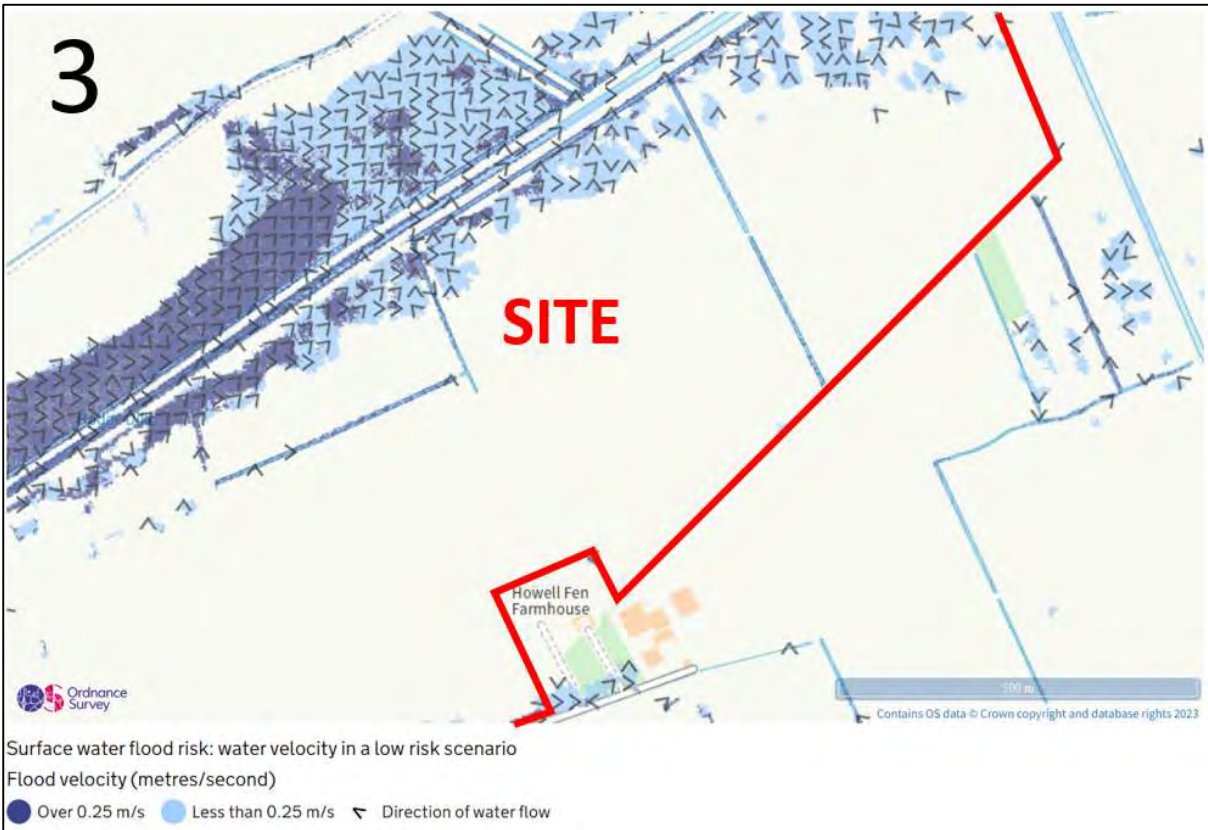 3
SITE
Howell Fen
Farmhouse
Ordnance
Survey
500 m
Contains OS data © Crown copyright and database rights 2023
Surface water flood risk: water velocity in a low risk scenario
Flood velocity (metres/second)
Over 0.25 m/s Less than 0.25 m/s Direction of water flow